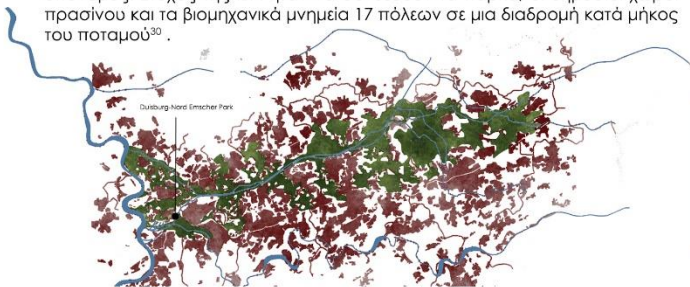 πρασίνου και τα βιομηχανικά μνημεία 17 πόλεων σε μια διαδρομή κατά μήκος
του ποταμού³⁰ .
Duisburg-Nord Emscher Park